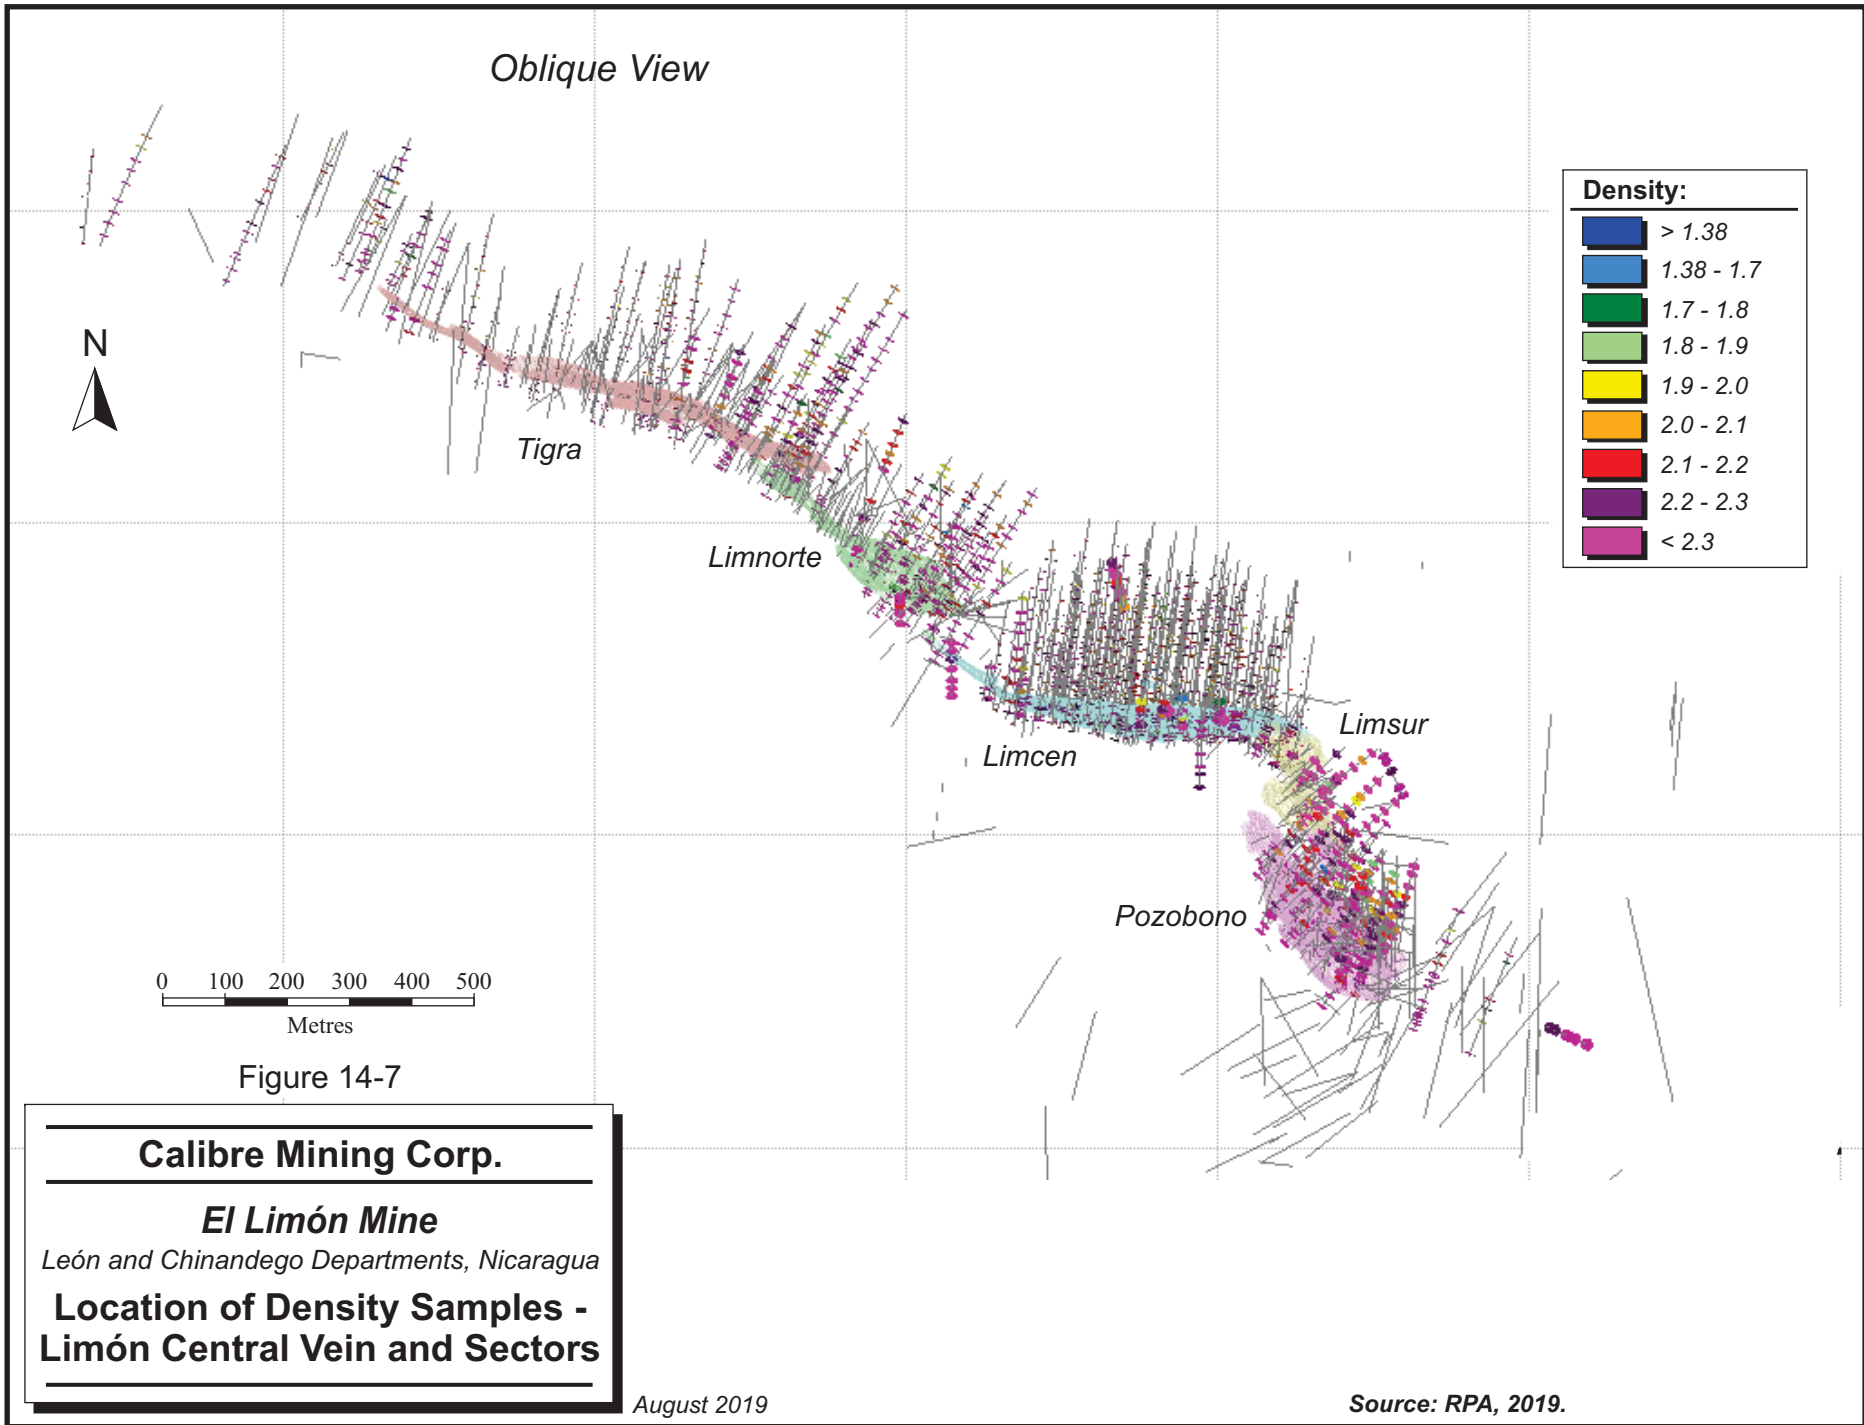 Oblique View
Density:
> 1.38
1.38 - 1.7
1.7 - 1.8
1.8 - 1.9
1.9 - 2.0
2.0 - 2.1
2.1 - 2.2
2.2 - 2.3
< 2.3
N
Tigra
Limnorte
Limsur
Limcen
Pozobono
0 100 200 300 400 500
Metres
Figure 14-7
Calibre Mining Corp.
El Limón Mine
León and Chinandego Departments, Nicaragua
Location of Density Samples -
Limón Central Vein and Sectors
August 2019
Source: RPA, 2019.